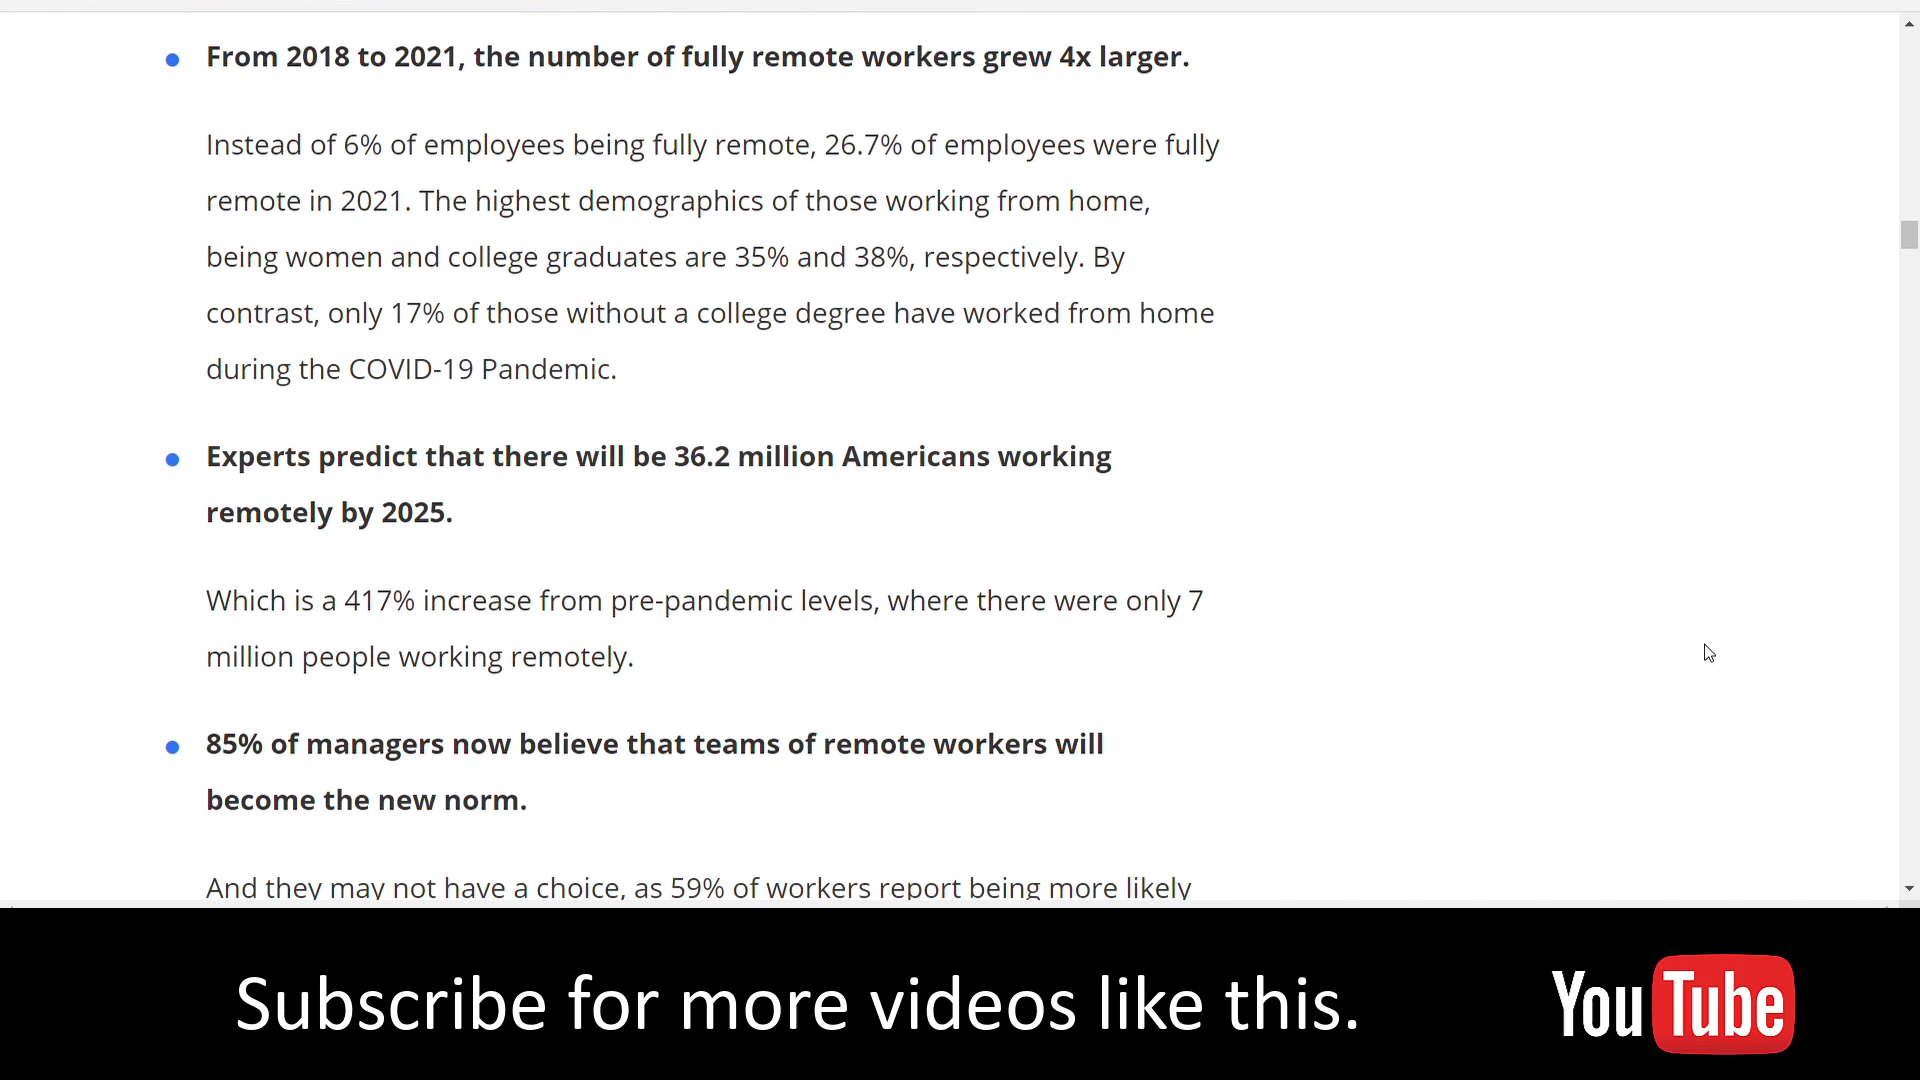 From 2018 to 2021, the number of fully remote workers grew 4x larger.
Instead of 6% of employees being fully remote, 26.7% of employees were fully
remote in 2021. The highest demographics of those working from home,
being women and college graduates are 35% and 38%, respectively. By
contrast, only 17% of those without a college degree have worked from home
during the COVID-19 Pandemic.
Experts predict that there will be 36.2 million Americans working
remotely by 2025.
Which is a 417% increase from pre-pandemic levels, where there were only 7
million people working remotely.
85% of managers now believe that teams of remote workers will
become the new norm.
And they may not have a choice, as 59% of workers report being more likely
Subscribe for more videos like this.
YouTube